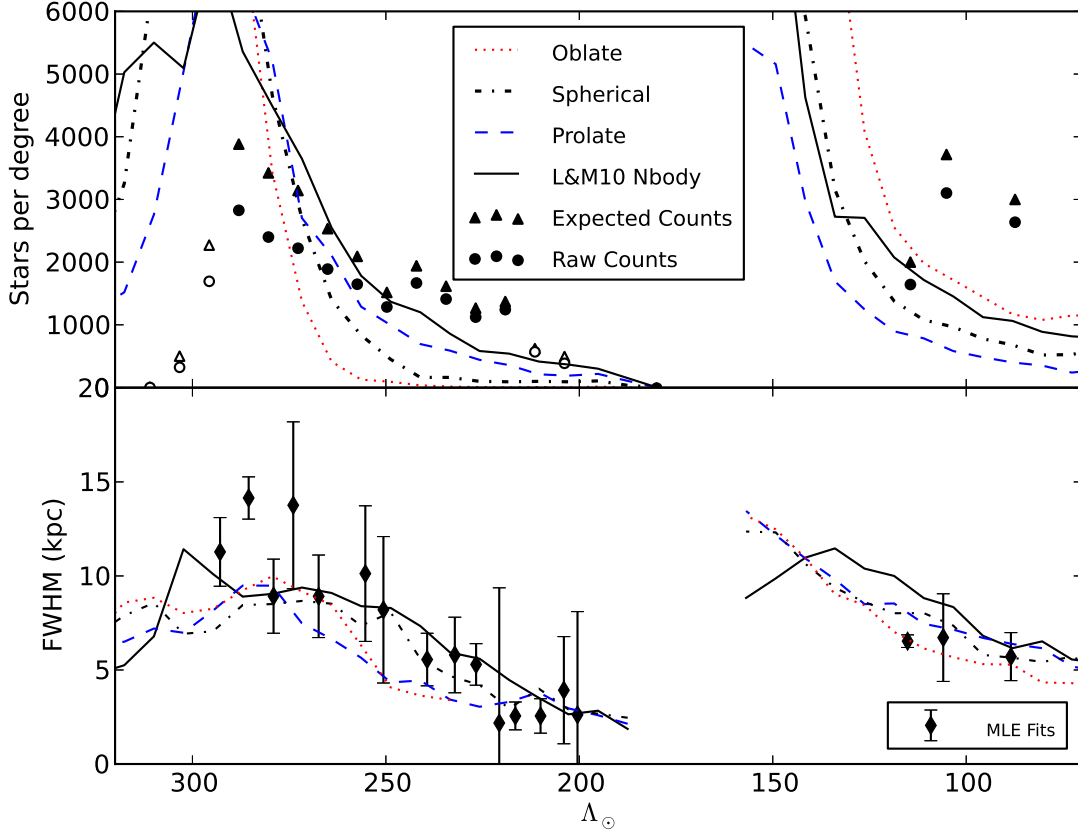 6000
5000
4000
3000
2000
1000
20
Stars per degree
Oblate
Spherical
Prolate
L&M10 Nbody
Expected Counts
Raw Counts
15
10
5
0
FWHM (kpc)
MLE Fits
300
250
200
150
100
Λ☉